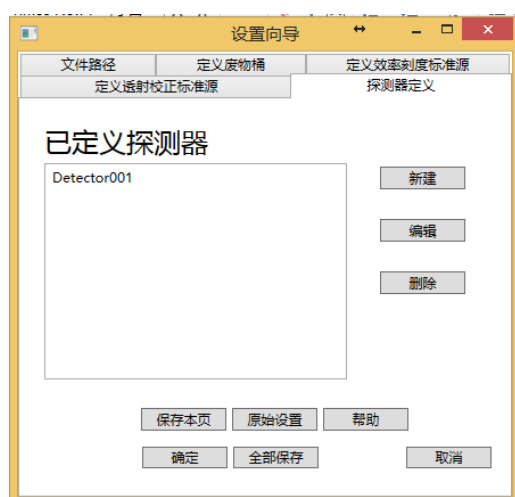 设置向导
文件路径 定义废物桶 定义效率刻度标准源
定义透射校正标准源 探测器定义
已定义探测器
Detector001
新建
编辑
删除
保存本页 原始设置 帮助
确定 全部保存 取消